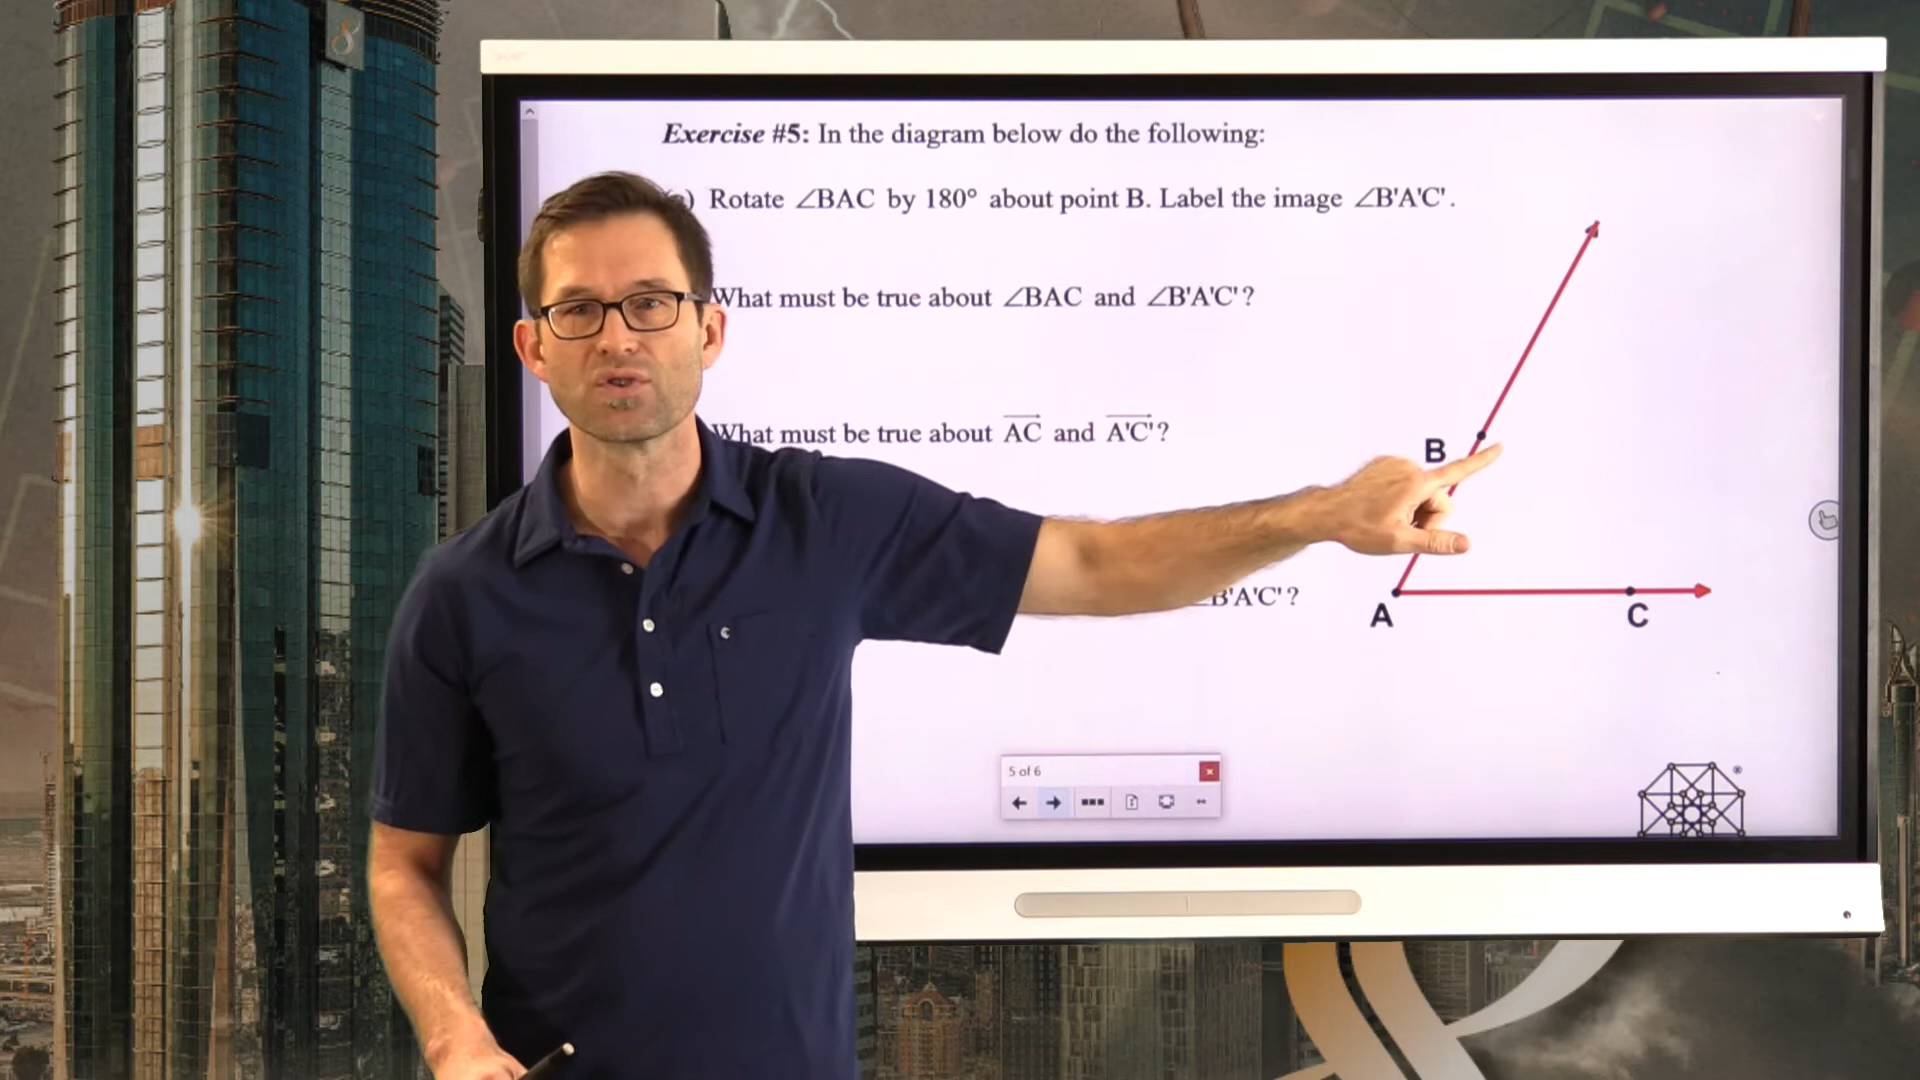 Exercise #5: In the diagram below do the following:
) Rotate ∠BAC by 180° about point B. Label the image ∠B'A'C'.
What must be true about ∠BAC and ∠B'A'C'?
What must be true about AC and A'C'?
B
∠B'A'C'?
A
C
5 of 6